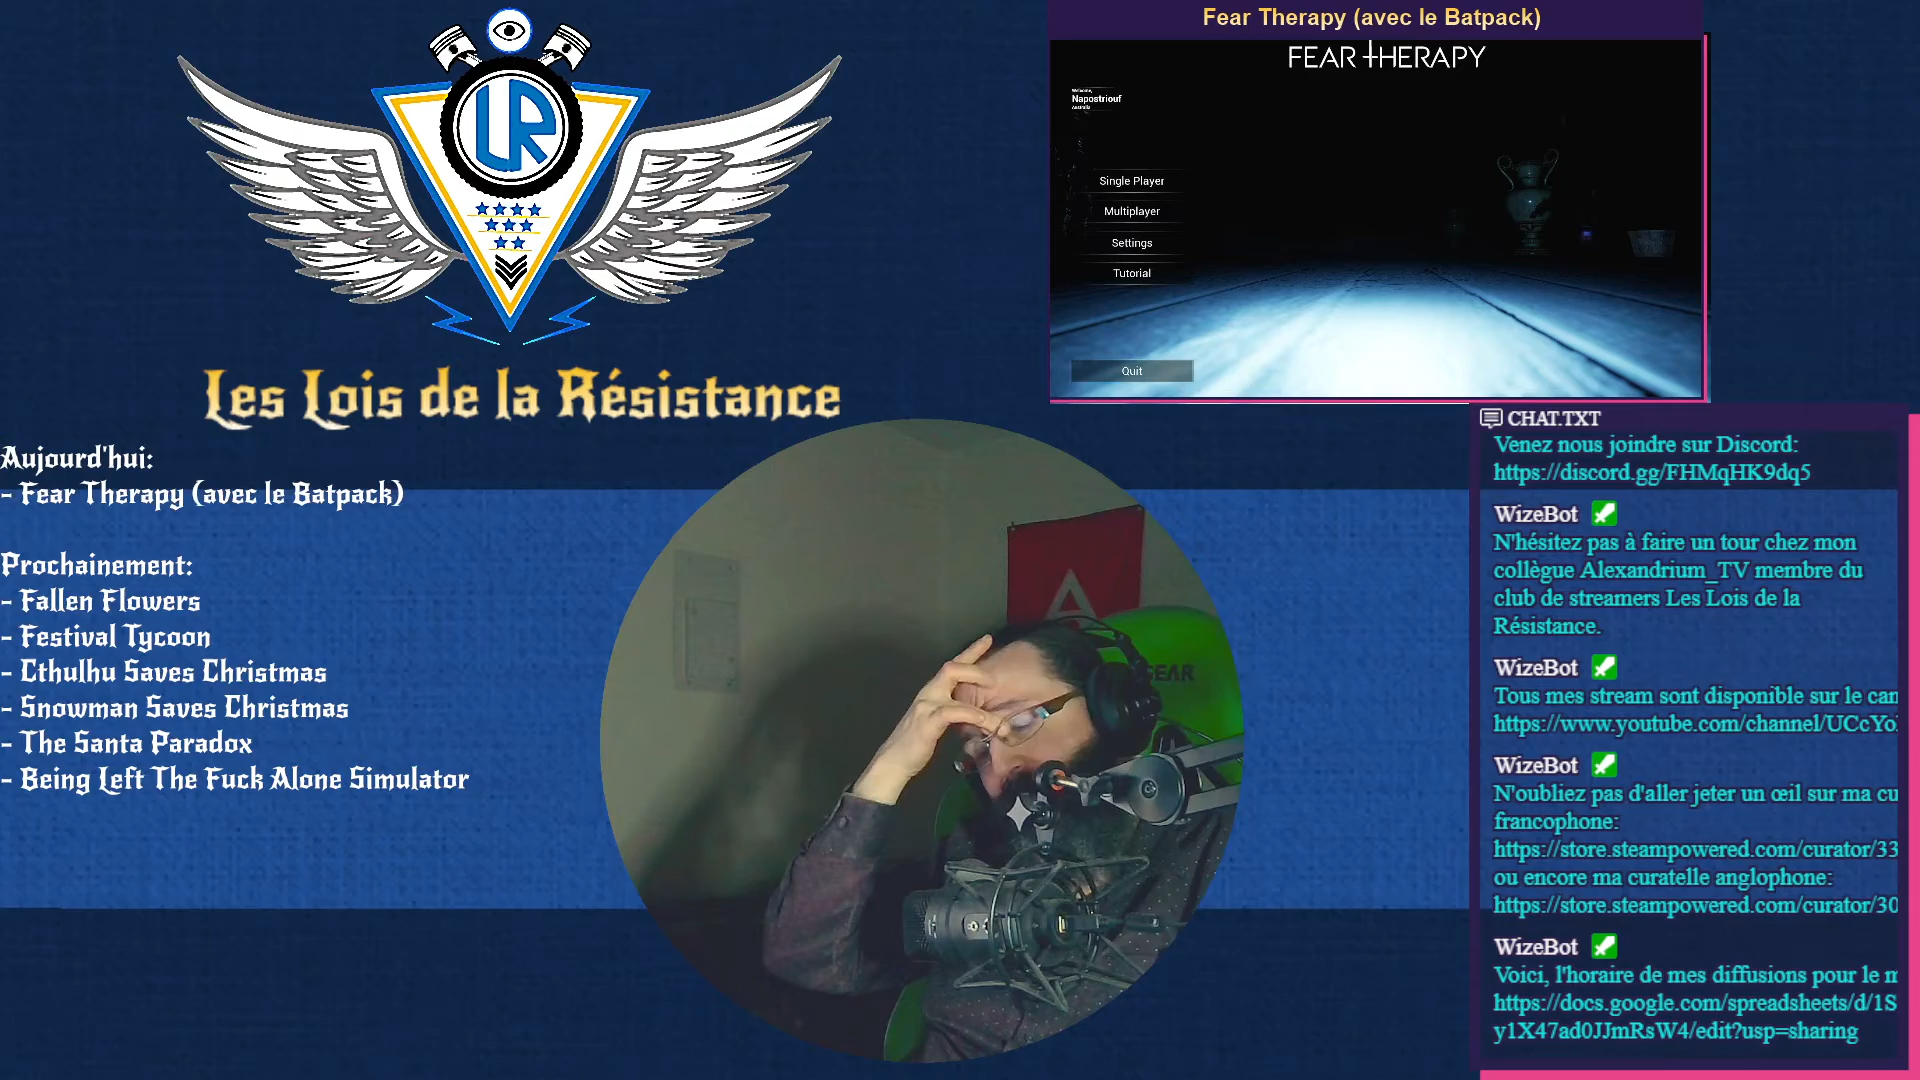 LR
Les Lois de la Résistance
Aujourd'hui:
- Fear Therapy (avec le Batpack)
Prochainement:
- Fallen Flowers
- Festival Tycoon
- Cthulhu Saves Christmas
- Snowman Saves Christmas
- The Santa Paradox
- Being Left The Fuck Alone Simulator
Fear Therapy (avec le Batpack)
FEAR THERAPY
Welcome,
Napostriouf
Australia
Single Player
Multiplayer
Settings
Tutorial
Quit
GEAR
CHAT.TXT
Venez nous joindre sur Discord:
https://discord.gg/FHMqHK9dq5
WizeBot
N'hésitez pas à faire un tour chez mon
collègue Alexandrium_TV membre du
club de streamers Les Lois de la
Résistance.
WizeBot
Tous mes stream sont disponible sur le can
https://www.youtube.com/channel/UCcYo
WizeBot
N'oubliez pas d'aller jeter un œil sur ma cu
francophone:
https://store.steampowered.com/curator/33
ou encore ma curatelle anglophone:
https://store.steampowered.com/curator/30
WizeBot
Voici, l'horaire de mes diffusions pour le m
https://docs.google.com/spreadsheets/d/1S
y1X47ad0JJmRsW4/edit?usp=sharing